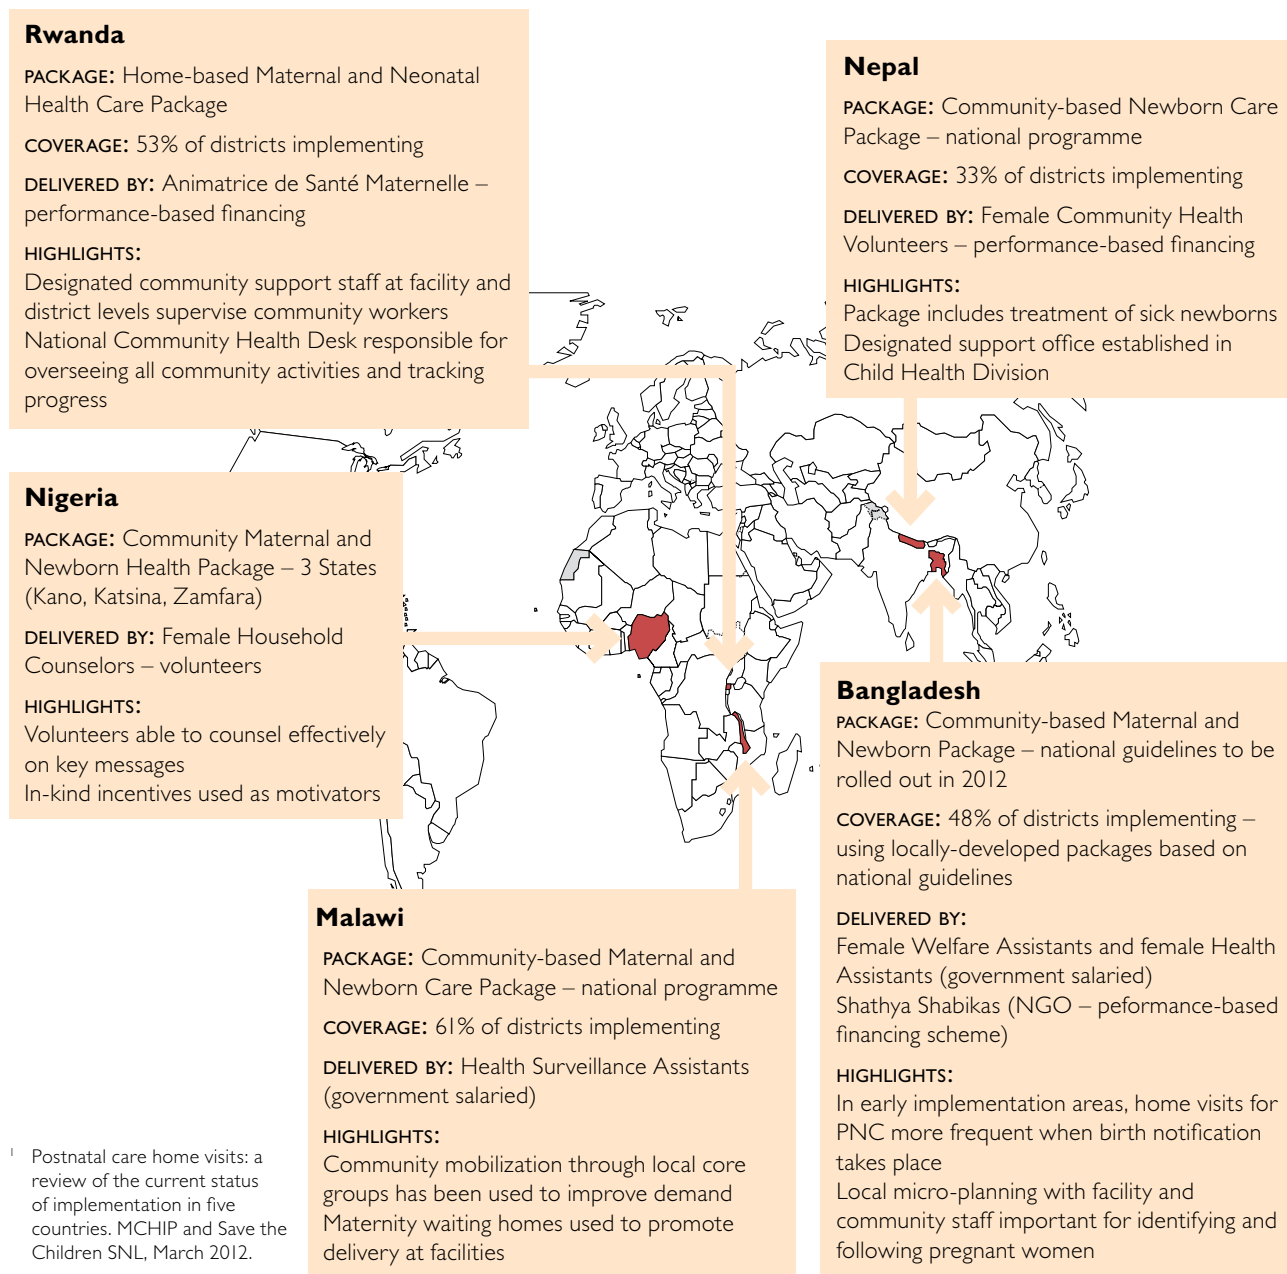 Rwanda
PACKAGE: Home-based Maternal and Neonatal
Health Care Package
COVERAGE: 53% of districts implementing
DELIVERED BY: Animatrice de Santé Maternelle –
performance-based financing
HIGHLIGHTS:
Designated community support staff at facility and
district levels supervise community workers
National Community Health Desk responsible for
overseeing all community activities and tracking
progress
Nepal
PACKAGE: Community-based Newborn Care
Package – national programme
COVERAGE: 33% of districts implementing
DELIVERED BY: Female Community Health
Volunteers – performance-based financing
HIGHLIGHTS:
Package includes treatment of sick newborns
Designated support office established in
Child Health Division
Nigeria
PACKAGE: Community Maternal and
Newborn Health Package – 3 States
(Kano, Katsina, Zamfara)
DELIVERED BY: Female Household
Counselors – volunteers
HIGHLIGHTS:
Volunteers able to counsel effectively
on key messages
In-kind incentives used as motivators
Bangladesh
PACKAGE: Community-based Maternal and
Newborn Package – national guidelines to be
rolled out in 2012
COVERAGE: 48% of districts implementing –
using locally-developed packages based on
national guidelines
DELIVERED BY:
Female Welfare Assistants and female Health
Assistants (government salaried)
Shathya Shabikas (NGO – peformance-based
financing scheme)
HIGHLIGHTS:
In early implementation areas, home visits for
PNC more frequent when birth notification
takes place
Local micro-planning with facility and
community staff important for identifying and
following pregnant women
Malawi
PACKAGE: Community-based Maternal and
Newborn Care Package – national programme
COVERAGE: 61% of districts implementing
DELIVERED BY: Health Surveillance Assistants
(government salaried)
HIGHLIGHTS:
Community mobilization through local core
groups has been used to improve demand
Maternity waiting homes used to promote
delivery at facilities
1 Postnatal care home visits: a
review of the current status
of implementation in five
countries. MCHIP and Save the
Children SNL, March 2012.